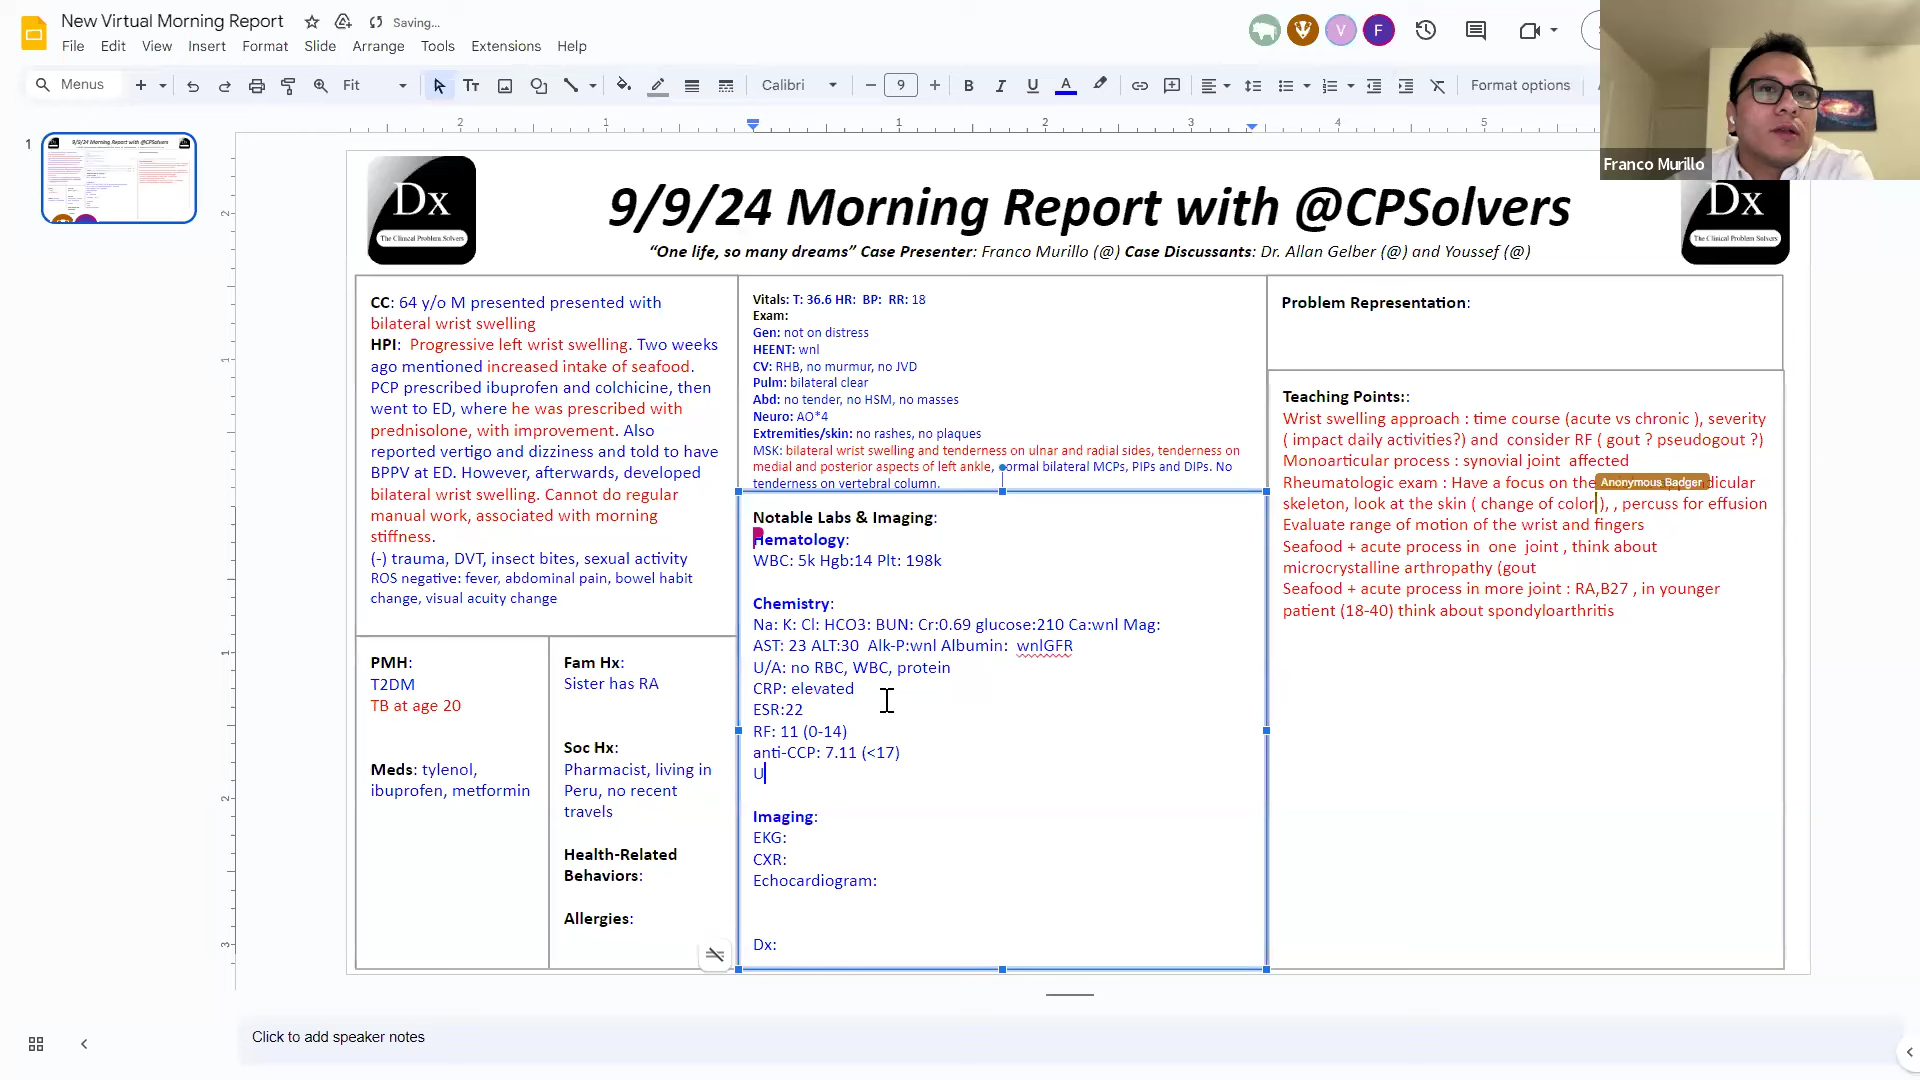 New Virtual Morning Report
Saving...
File Edit View Insert Format Slide Arrange Tools Extensions Help
V F
Menus
Fit
Calibri
9
Format options
Franco Murillo
2 1 1 2 3 4 5
1
Dx
The Clinical Problem Solvers
9/9/24 Morning Report with @CPSolvers
“One life, so many dreams” Case Presenter: Franco Murillo (@) Case Discussants: Dr. Allan Gelber (@) and Youssef (@)
Dx
The Clinical Problem Solvers
CC: 64 y/o M presented presented with
bilateral wrist swelling
HPI: Progressive left wrist swelling. Two weeks
ago mentioned increased intake of seafood.
PCP prescribed ibuprofen and colchicine, then
went to ED, where he was prescribed with
prednisolone, with improvement. Also
reported vertigo and dizziness and told to have
BPPV at ED. However, afterwards, developed
bilateral wrist swelling. Cannot do regular
manual work, associated with morning
stiffness.
(-) trauma, DVT, insect bites, sexual activity
ROS negative: fever, abdominal pain, bowel habit
change, visual acuity change
PMH:
T2DM
TB at age 20
Meds: tylenol,
ibuprofen, metformin
Fam Hx:
Sister has RA
Soc Hx:
Pharmacist, living in
Peru, no recent
travels
Health-Related
Behaviors:
Allergies:
Vitals: T: 36.6 HR: BP: RR: 18
Exam:
Gen: not on distress
HEENT: wnl
CV: RHB, no murmur, no JVD
Pulm: bilateral clear
Abd: no tender, no HSM, no masses
Neuro: AO*4
Extremities/skin: no rashes, no plaques
MSK: bilateral wrist swelling and tenderness on ulnar and radial sides, tenderness on
medial and posterior aspects of left ankle, ormal bilateral MCPs, PIPs and DIPs. No
tenderness on vertebral column.
Notable Labs & Imaging:
Hematology:
WBC: 5k Hgb:14 Plt: 198k
Chemistry:
Na: K: Cl: HCO3: BUN: Cr:0.69 glucose:210 Ca:wnl Mag:
AST: 23 ALT:30 Alk-P:wnl Albumin: wnlGFR
U/A: no RBC, WBC, protein
CRP: elevated
ESR:22
RF: 11 (0-14)
anti-CCP: 7.11 (<17)
U
Imaging:
EKG:
CXR:
Echocardiogram:
Dx:
Problem Representation:
Teaching Points::
Wrist swelling approach : time course (acute vs chronic ), severity
( impact daily activities?) and consider RF ( gout ? pseudogout ?)
Monoarticular process : synovial joint affected
Rheumatologic exam : Have a focus on the Anonymous Badger dicular
skeleton, look at the skin ( change of color ), , percuss for effusion
Evaluate range of motion of the wrist and fingers
Seafood + acute process in one joint , think about
microcrystalline arthropathy (gout
Seafood + acute process in more joint : RA,B27 , in younger
patient (18-40) think about spondyloarthritis
Click to add speaker notes